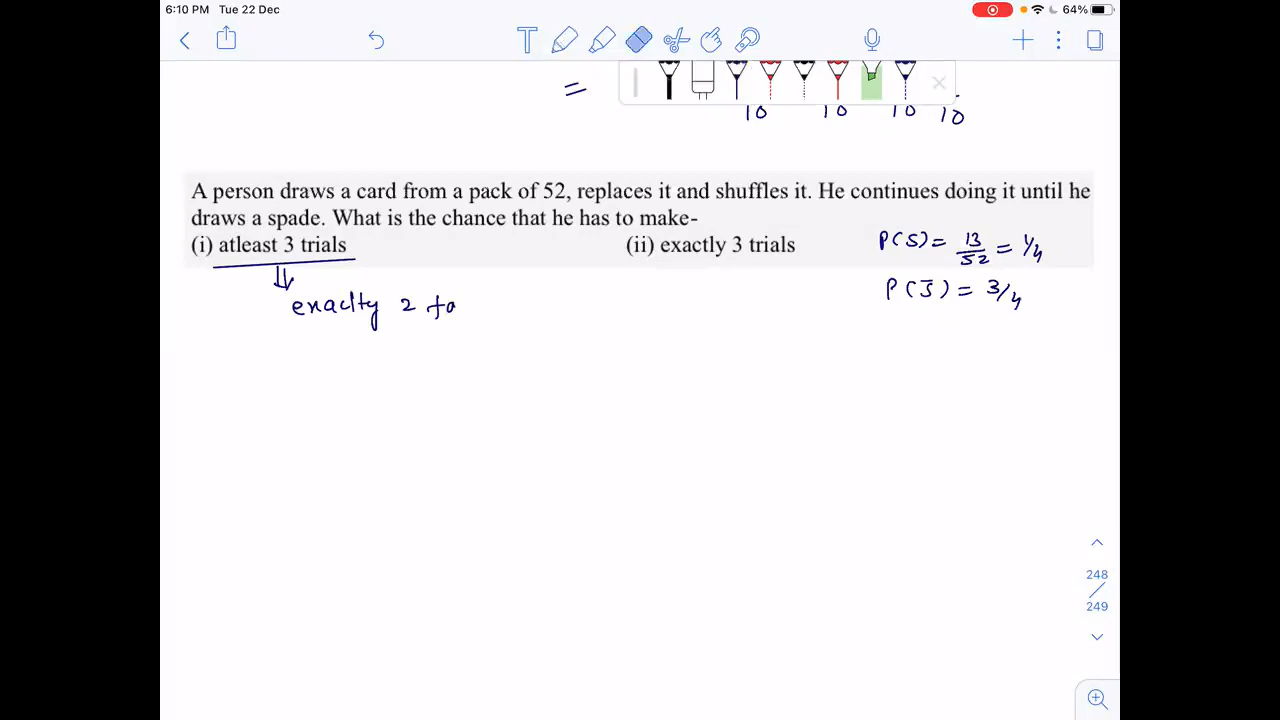 6:10 PM Tue 22 Dec
64%
T
=
10 10 10 10
A person draws a card from a pack of 52, replaces it and shuffles it. He continues doing it until he
draws a spade. What is the chance that he has to make-
(i) atleast 3 trials (ii) exactly 3 trials
P(S) = 13/52 = 1/4
P(S̅) = 3/4
exaclty 2 fa
248
249